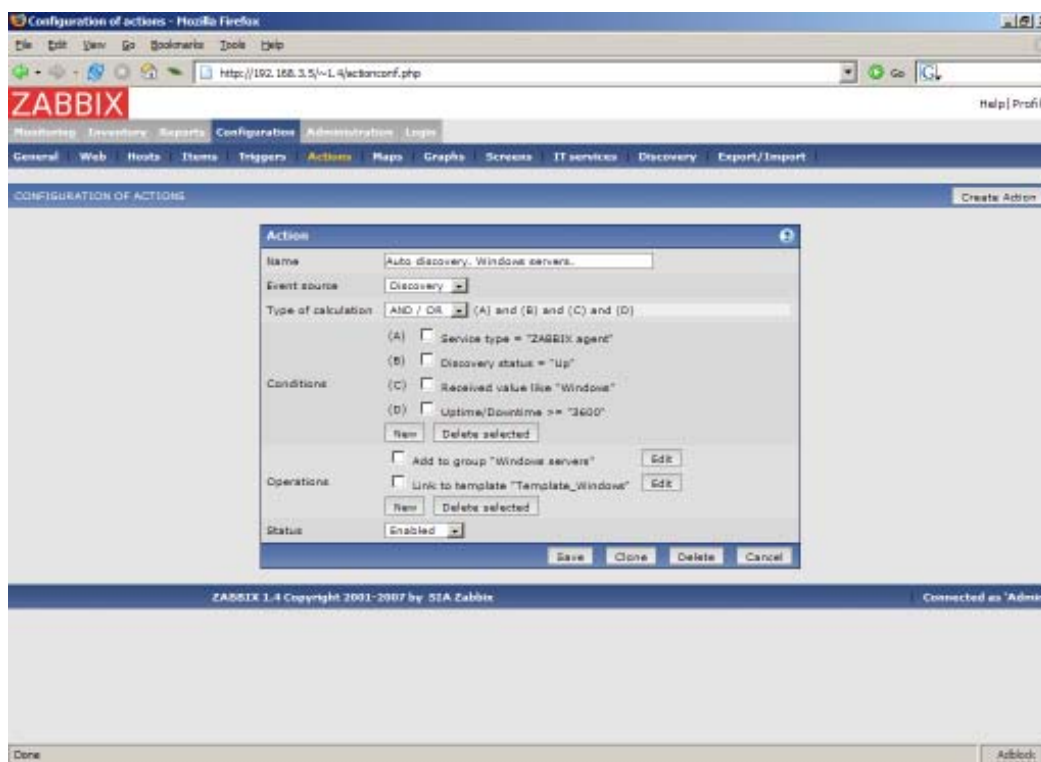 Configuration of actions - Mozilla Firefox
File Edit View Go Bookmarks Tools Help
http://192.168.3.5/~1.4/actionconf.php Go
ZABBIX
Help | Profil
Monitoring Inventory Reports Configuration Administration Login
General Web Hosts Items Triggers Actions Maps Graphs Screens IT services Discovery Export/Import
CONFIGURATION OF ACTIONS Create Action
Action
Name Auto discovery. Windows servers.
Event source Discovery
Type of calculation AND / OR (A) and (B) and (C) and (D)
(A) Service type = "ZABBIX agent"
(B) Discovery status = "Up"
Conditions (C) Received value like "Windows"
(D) Uptime/Downtime >= "3600"
New Delete selected
Add to group "Windows servers" Edit
Operations Link to template "Template_Windows" Edit
New Delete selected
Status Enabled
Save Clone Delete Cancel
ZABBIX 1.4 Copyright 2001-2007 by SIA Zabbix Connected as 'Admi
Done Adblock